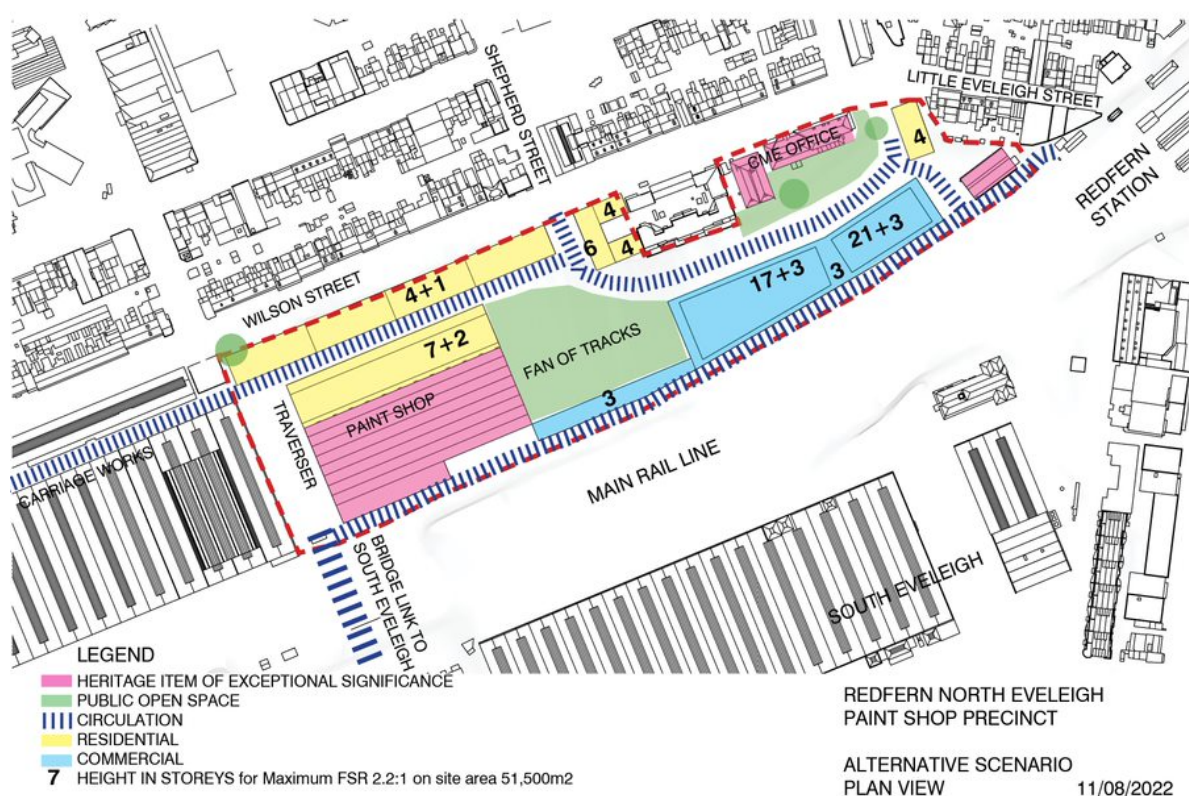 SHEPHERD STREET
LITTLE EVELEIGH STREET
CME OFFICE
4
REDFERN
STATION
4
6
4
21+3
17+3
3
WILSON STREET
4+1
7+2
FAN OF TRACKS
PAINT SHOP
3
TRAVERSER
CARRIAGE WORKS
MAIN RAIL LINE
BRIDGE LINK TO
SOUTH EVELEIGH
SOUTH EVELEIGH
LEGEND
HERITAGE ITEM OF EXCEPTIONAL SIGNIFICANCE
PUBLIC OPEN SPACE
CIRCULATION
RESIDENTIAL
COMMERCIAL
7 HEIGHT IN STOREYS for Maximum FSR 2.2:1 on site area 51,500m2
REDFERN NORTH EVELEIGH
PAINT SHOP PRECINCT
ALTERNATIVE SCENARIO
PLAN VIEW 11/08/2022